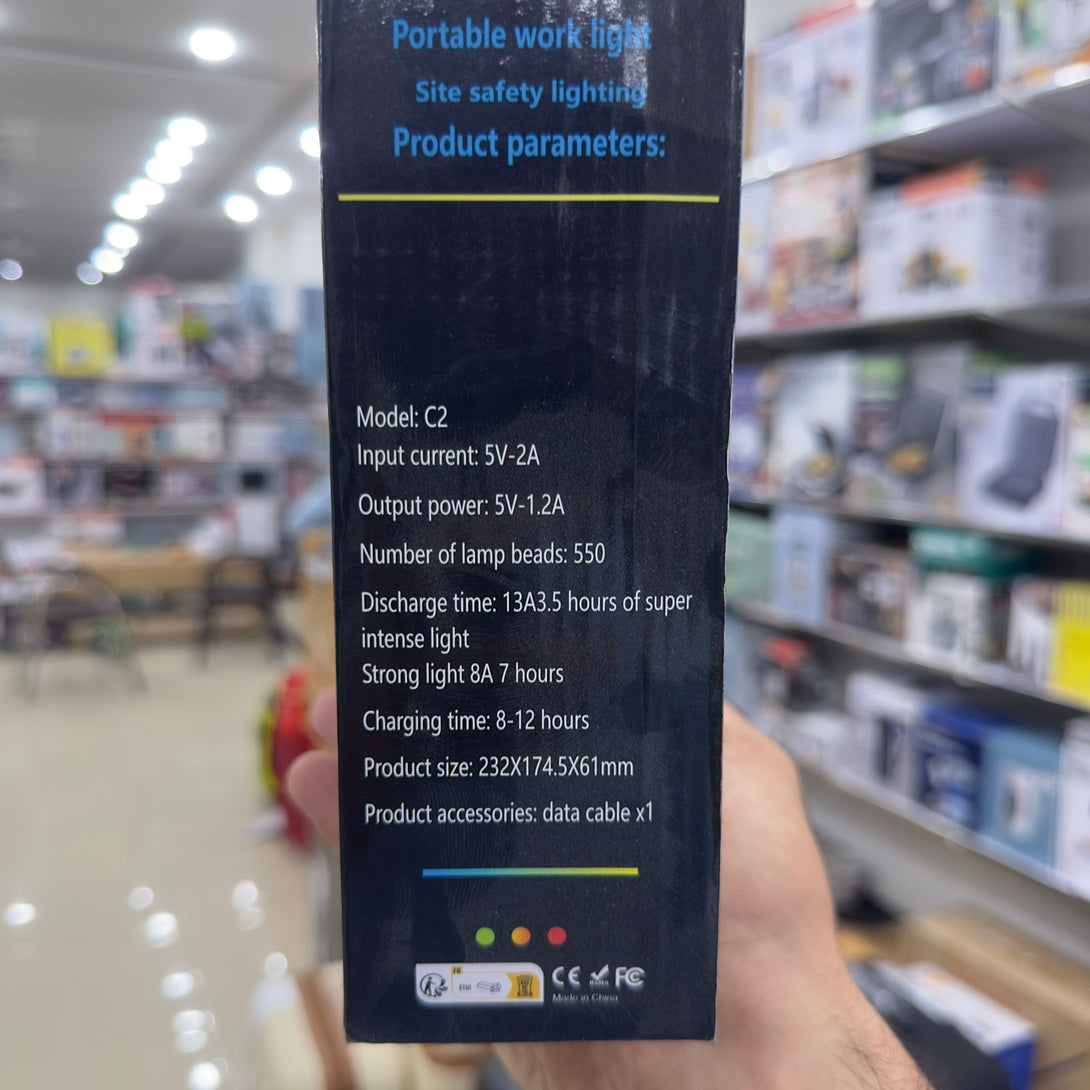 Portable work light
Site safety lighting
Product parameters:
Model: C2
Input current: 5V-2A
Output power: 5V-1.2A
Number of lamp beads: 550
Discharge time: 13A3.5 hours of super
intense light
Strong light 8A 7 hours
Charging time: 8-12 hours
Product size: 232X174.5X61mm
Product accessories: data cable x1
CE FC
Made in China